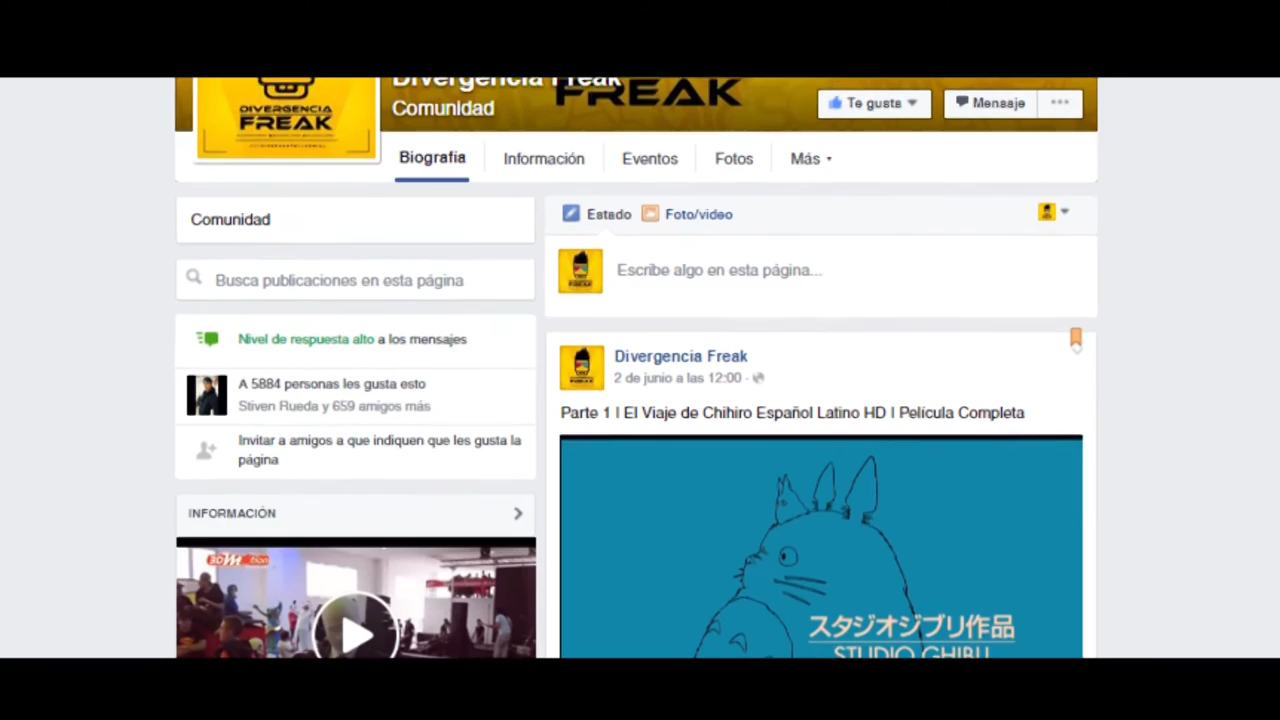 Divergencia Freak
FREAK
Comunidad
DIVERGENCIA
FREAK
Te gusta
Mensaje
Biografía
Información
Eventos
Fotos
Más
Comunidad
Estado
Foto/video
Busca publicaciones en esta página
Escribe algo en esta página...
Nivel de respuesta alto a los mensajes
A 5884 personas les gusta esto
Stiven Rueda y 659 amigos más
Invitar a amigos a que indiquen que les gusta la
página
INFORMACIÓN
Divergencia Freak
2 de junio a las 12:00 ·
Parte 1 | El Viaje de Chihiro Español Latino HD | Película Completa
スタジオジブリ作品
STUDIO GHIBLI